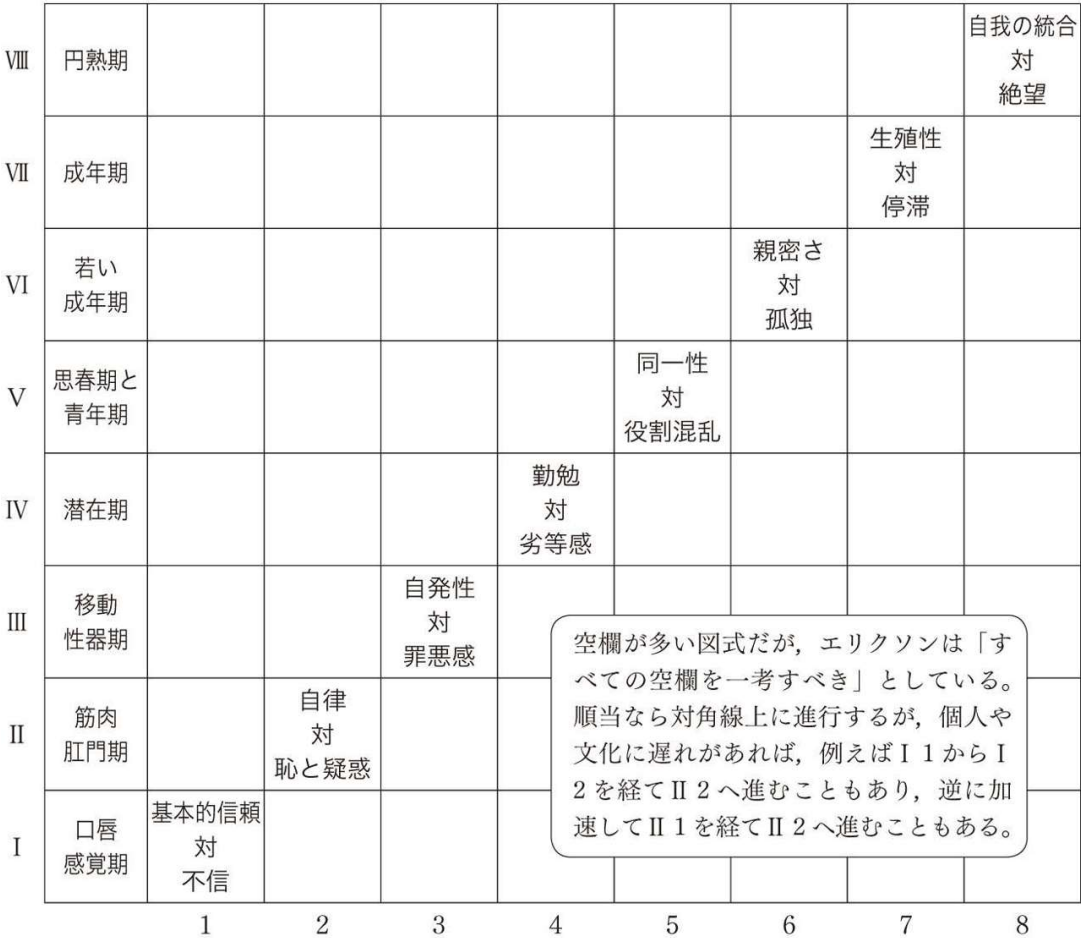 自我の統合
対
絶望
Ⅷ 円熟期
生殖性
対
停滞
Ⅶ 成年期
親密さ
対
孤独
Ⅵ 若い
成年期
同一性
対
役割混乱
Ⅴ 思春期と
青年期
勤勉
対
劣等感
Ⅳ 潜在期
自発性
対
罪悪感
Ⅲ 移動
性器期
空欄が多い図式だが，エリクソンは「す
べての空欄を一考すべき」としている。
順当なら対角線上に進行するが，個人や
文化に遅れがあれば，例えばⅠ１からⅠ
２を経てⅡ２へ進むこともあり，逆に加
速してⅡ１を経てⅡ２へ進むこともある。
自律
対
恥と疑惑
Ⅱ 筋肉
肛門期
基本的信頼
対
不信
Ⅰ 口唇
感覚期
1 2 3 4 5 6 7 8